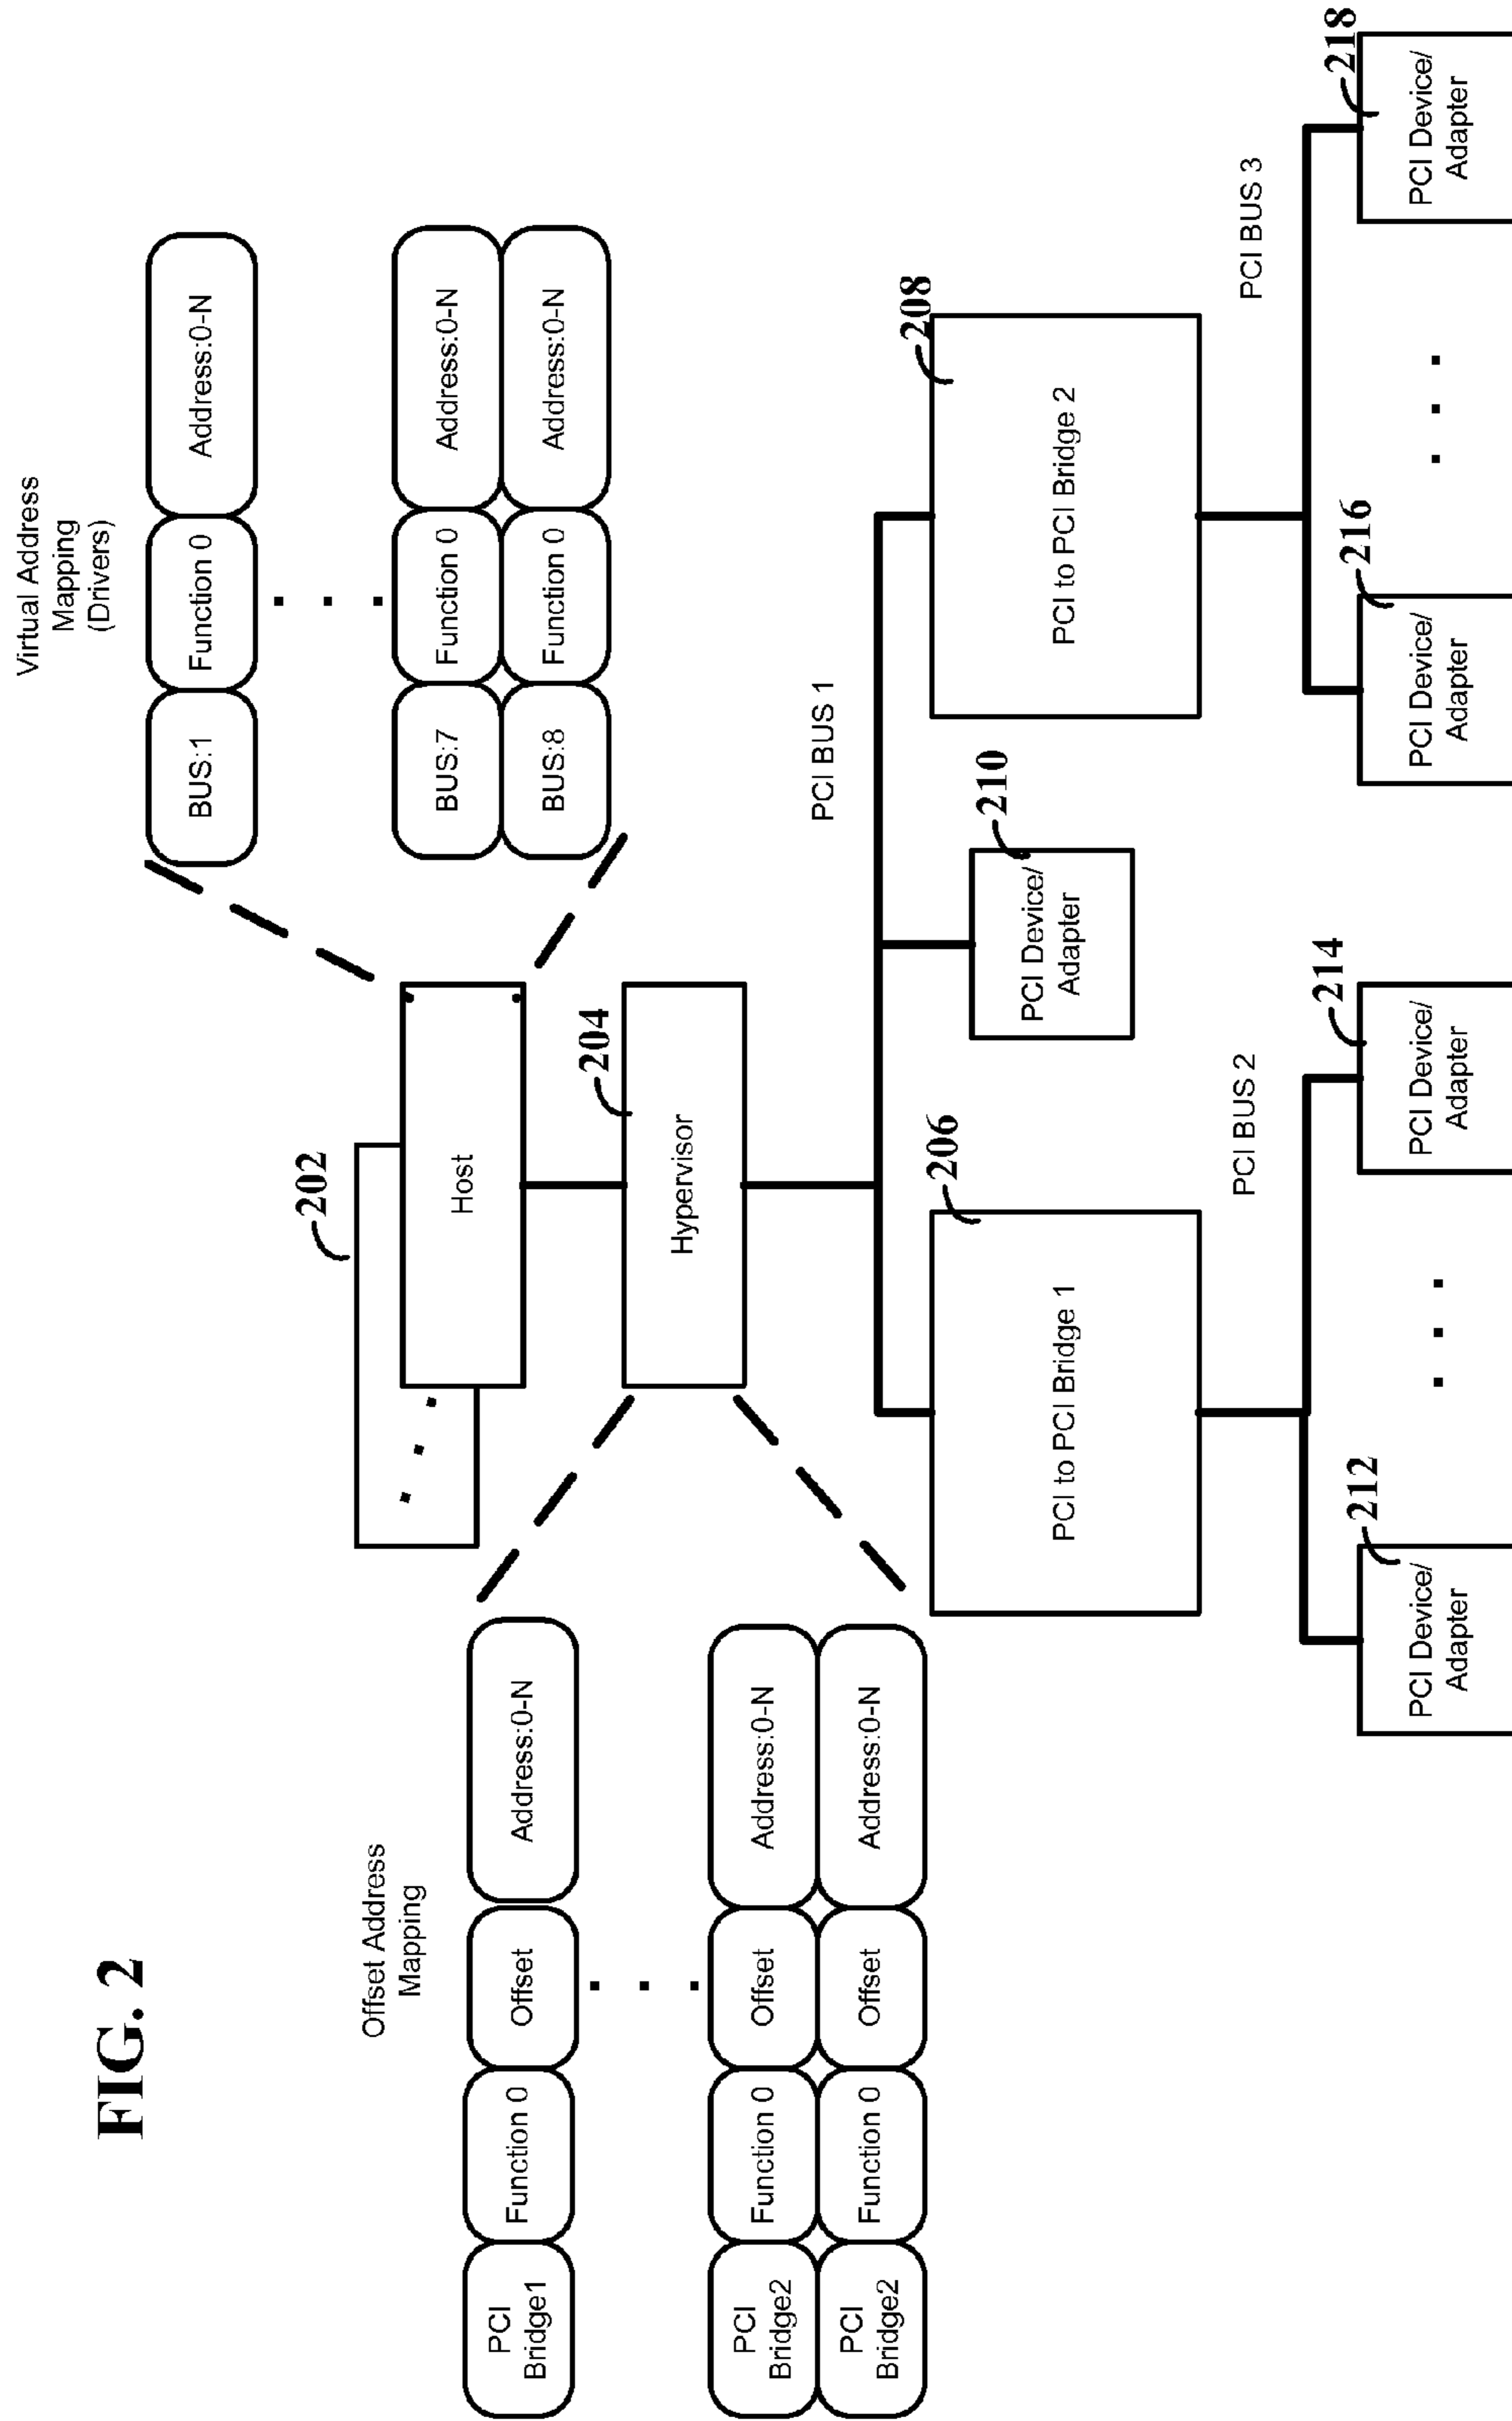 FIG. 2
Virtual Address
Mapping
(Drivers)
BUS:1
Function 0
Address:0-N
BUS:7
Function 0
Address:0-N
BUS:8
Function 0
Address:0-N
Offset Address
Mapping
PCI
Bridge1
Function 0
Offset
Address:0-N
PCI
Bridge2
Function 0
Offset
Address:0-N
PCI
Bridge2
Function 0
Offset
Address:0-N
202
Host
204
Hypervisor
PCI BUS 1
206
PCI to PCI Bridge 1
210
PCI Device/
Adapter
208
PCI to PCI Bridge 2
PCI BUS 2
PCI BUS 3
212
PCI Device/
Adapter
214
PCI Device/
Adapter
216
PCI Device/
Adapter
218
PCI Device/
Adapter